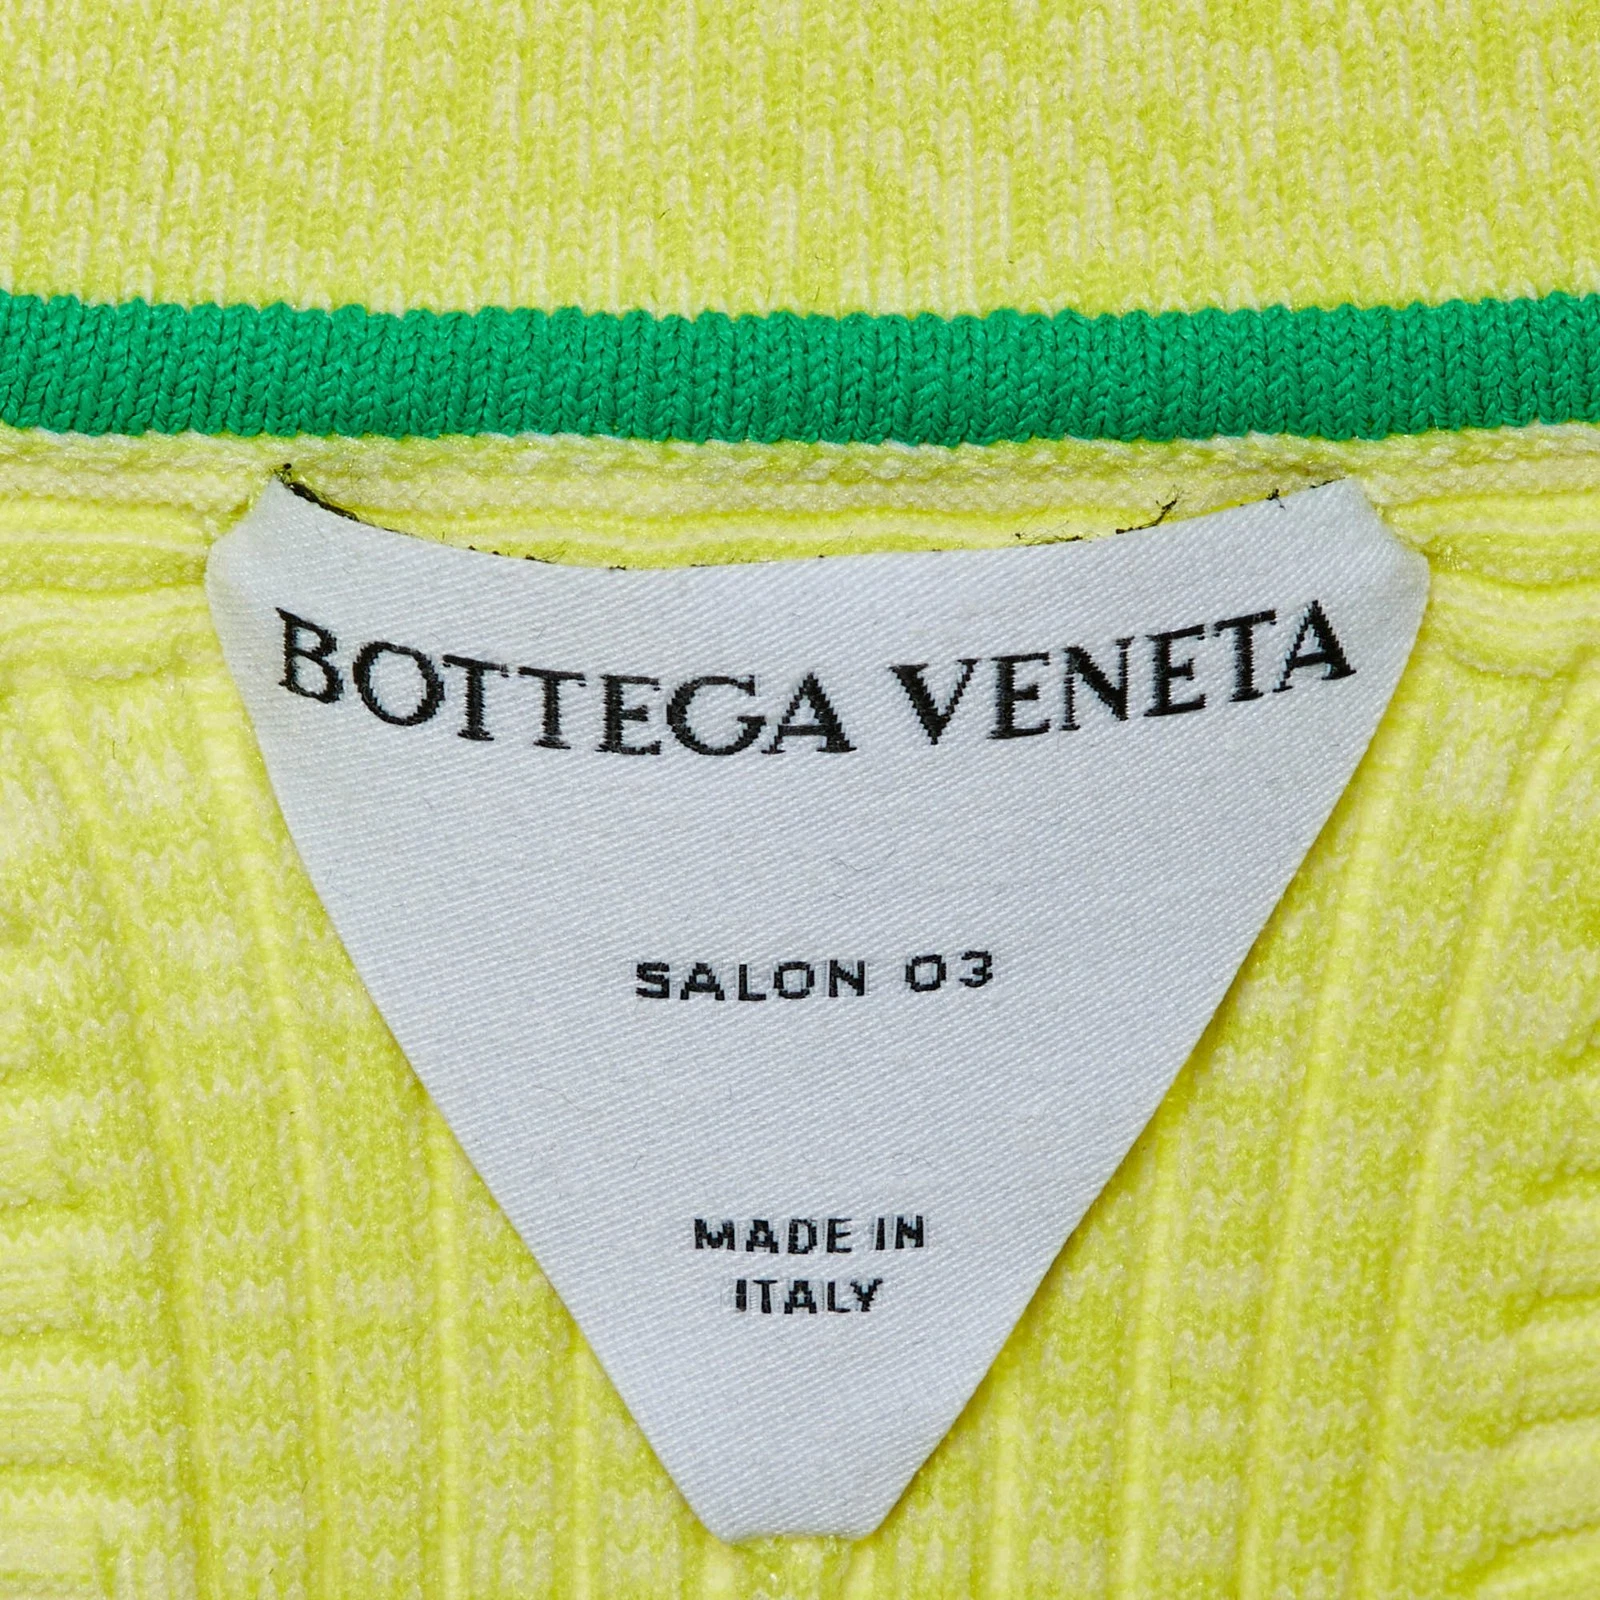 BOTTEGA VENETA
SALON 03
MADE IN
ITALY